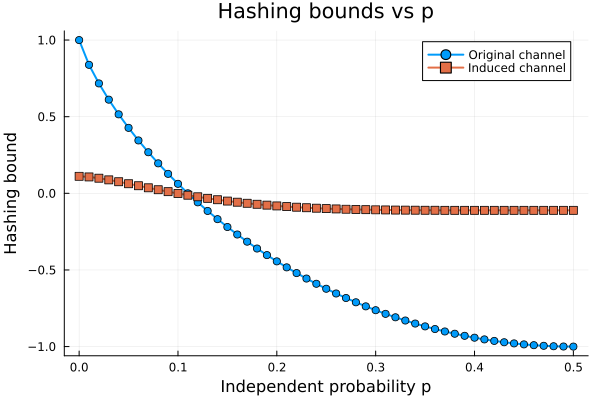 Hashing bounds vs p
Original channel
Induced channel
Hashing bound
1.0
0.5
0.0
−0.5
−1.0
0.0
0.1
0.2
0.3
0.4
0.5
Independent probability p